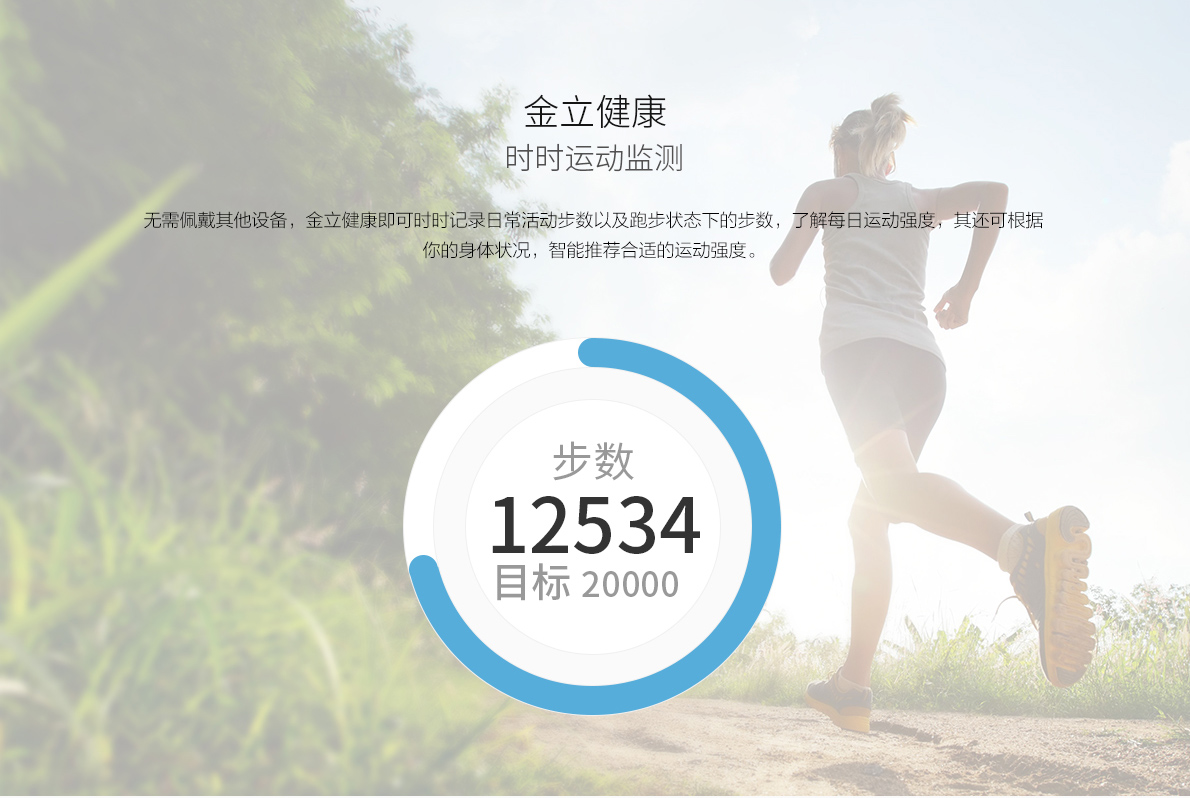 金立健康
时时运动监测
无需佩戴其他设备，金立健康即可时时记录日常活动步数以及跑步状态下的步数，了解每日运动强度，其还可根据
你的身体状况，智能推荐合适的运动强度。
步数
12534
目标 20000